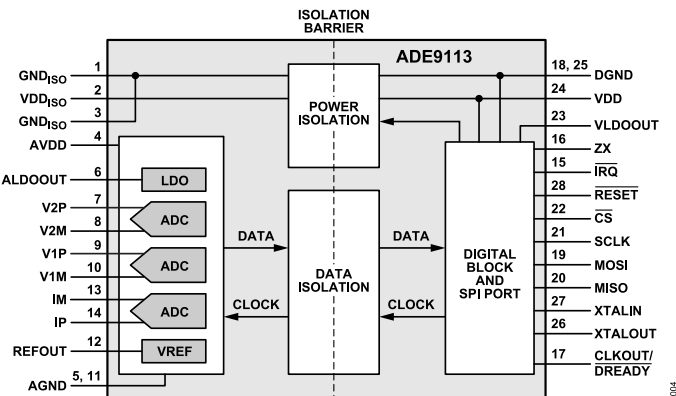 ISOLATION
BARRIER
ADE9113
1
GNDISO
2
VDDISO
3
GNDISO
4
AVDD
6
ALDOOUT
7
V2P
8
V2M
9
V1P
10
V1M
13
IM
14
IP
12
REFOUT
5, 11
AGND
LDO
ADC
ADC
ADC
VREF
POWER
ISOLATION
DATA
CLOCK
DATA
ISOLATION
DATA
CLOCK
DIGITAL
BLOCK
AND
SPI PORT
18, 25
DGND
24
VDD
23
VLDOOUT
16
ZX
15
IRQ
28
RESET
22
CS
21
SCLK
19
MOSI
20
MISO
27
XTALIN
26
XTALOUT
17
CLKOUT/
DREADY
004